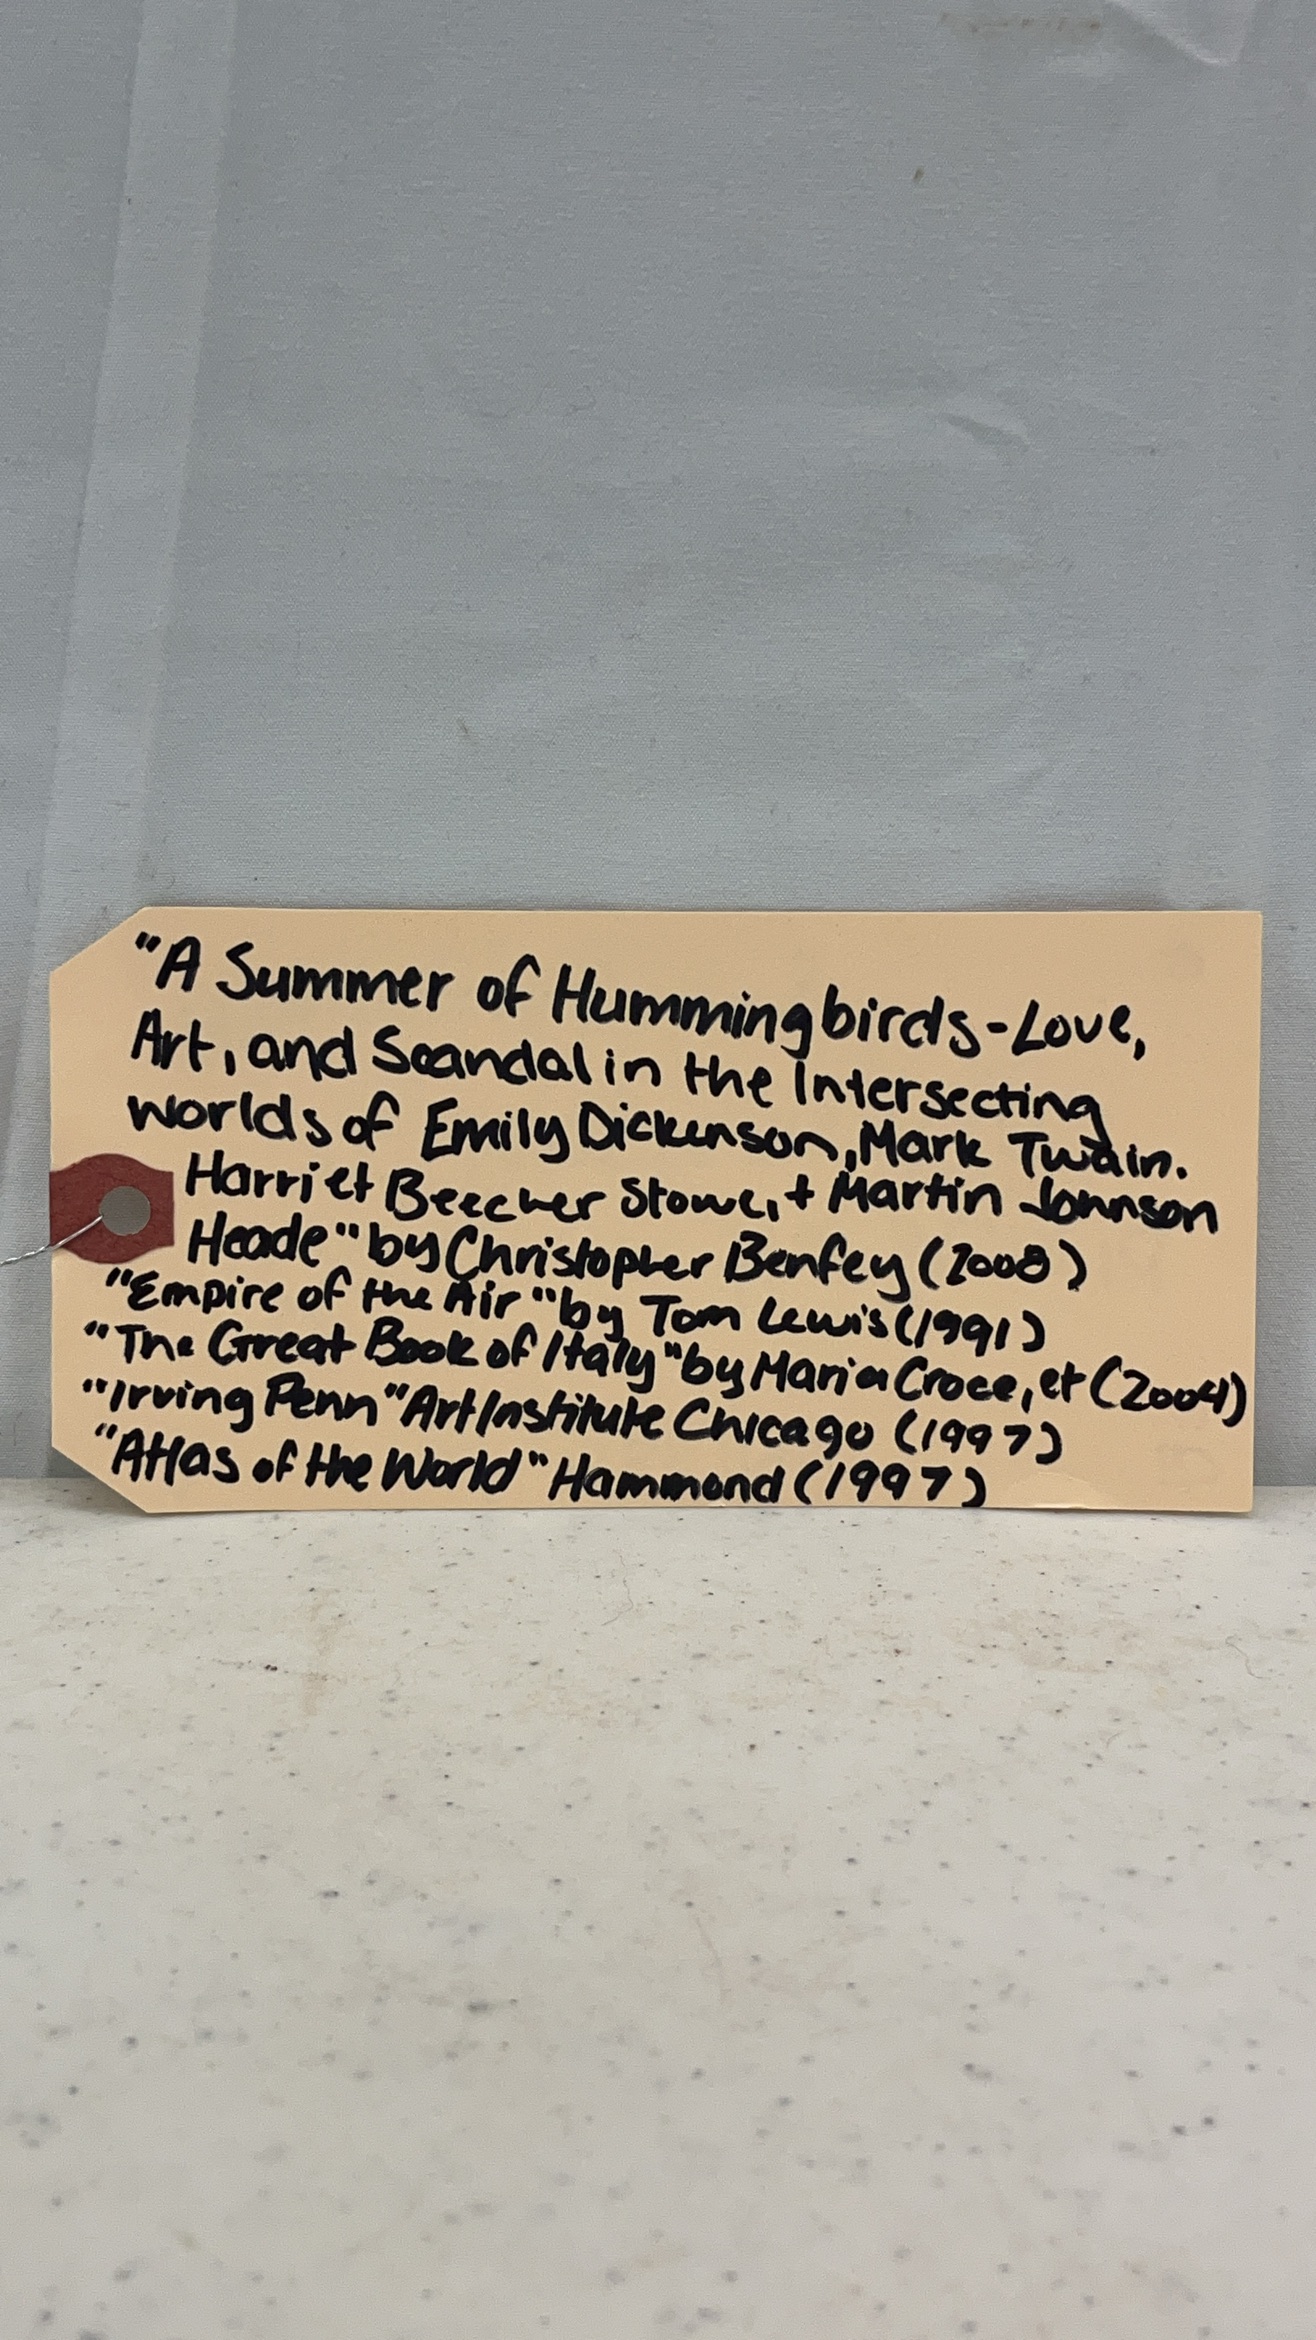 "A Summer of Hummingbirds-Love,
Art, and Scandal in the Intersecting
Worlds of Emily Dickenson, Mark Twain.
Harriet Beecher Stowe, + Martin Johnson
Heade" by Christopher Benfey (2008)
"Empire of the Air" by Tom Lewis (1991)
"The Great Book of Italy" by Maria Croce, et (2004)
"Irving Penn" Art Institute Chicago (1997)
"Atlas of the World" Hammond (1997)